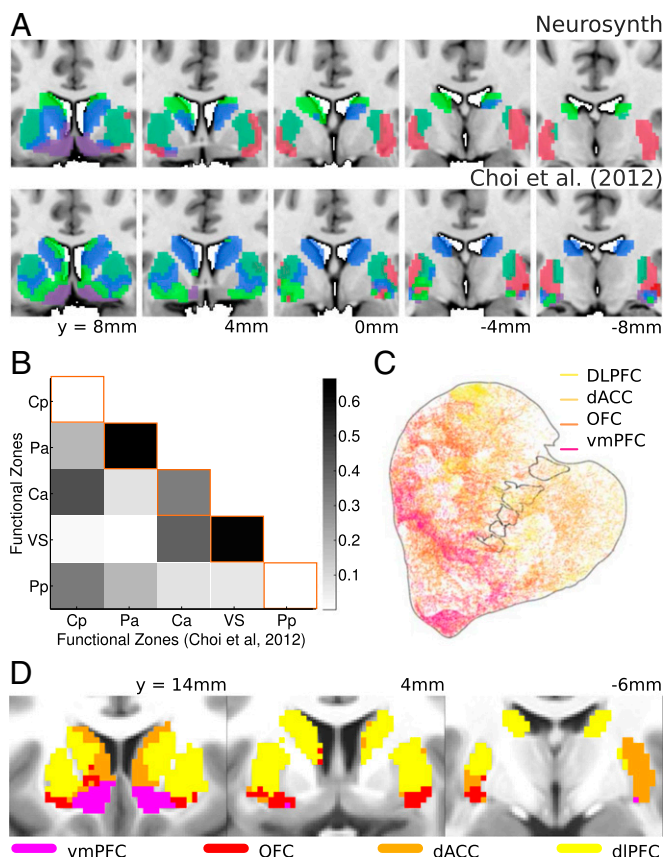 A
Neurosynth
Choi et al. (2012)
y = 8mm
4mm
0mm
-4mm
-8mm
B
Functional Zones
Cp
Pa
Ca
VS
Pp
Cp Pa Ca VS Pp
Functional Zones (Choi et al, 2012)
0.6
0.5
0.4
0.3
0.2
0.1
C
DLPFC
dACC
OFC
vmPFC
D
y = 14mm
4mm
-6mm
vmPFC
OFC
dACC
dlPFC